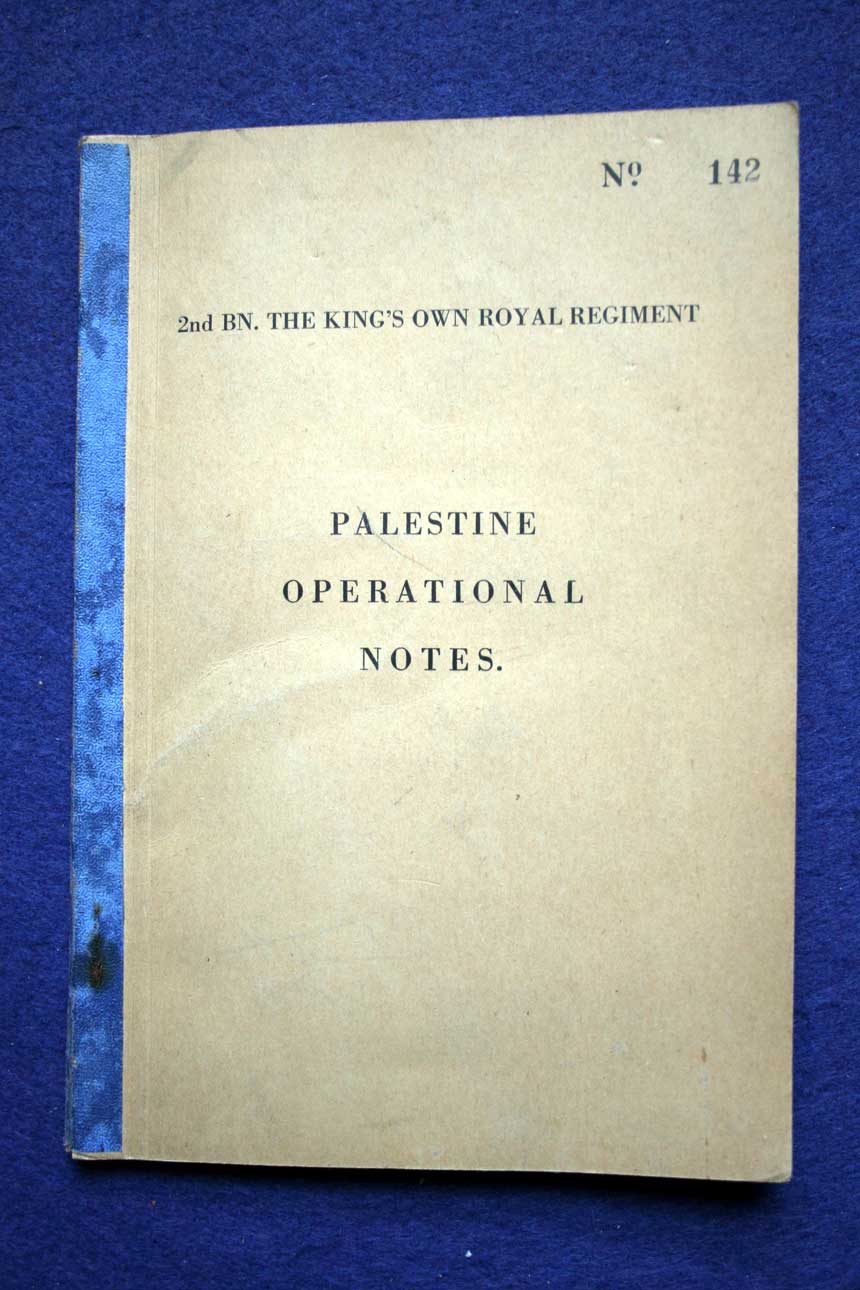 Nº 142
2nd BN. THE KING'S OWN ROYAL REGIMENT
PALESTINE
OPERATIONAL
NOTES.